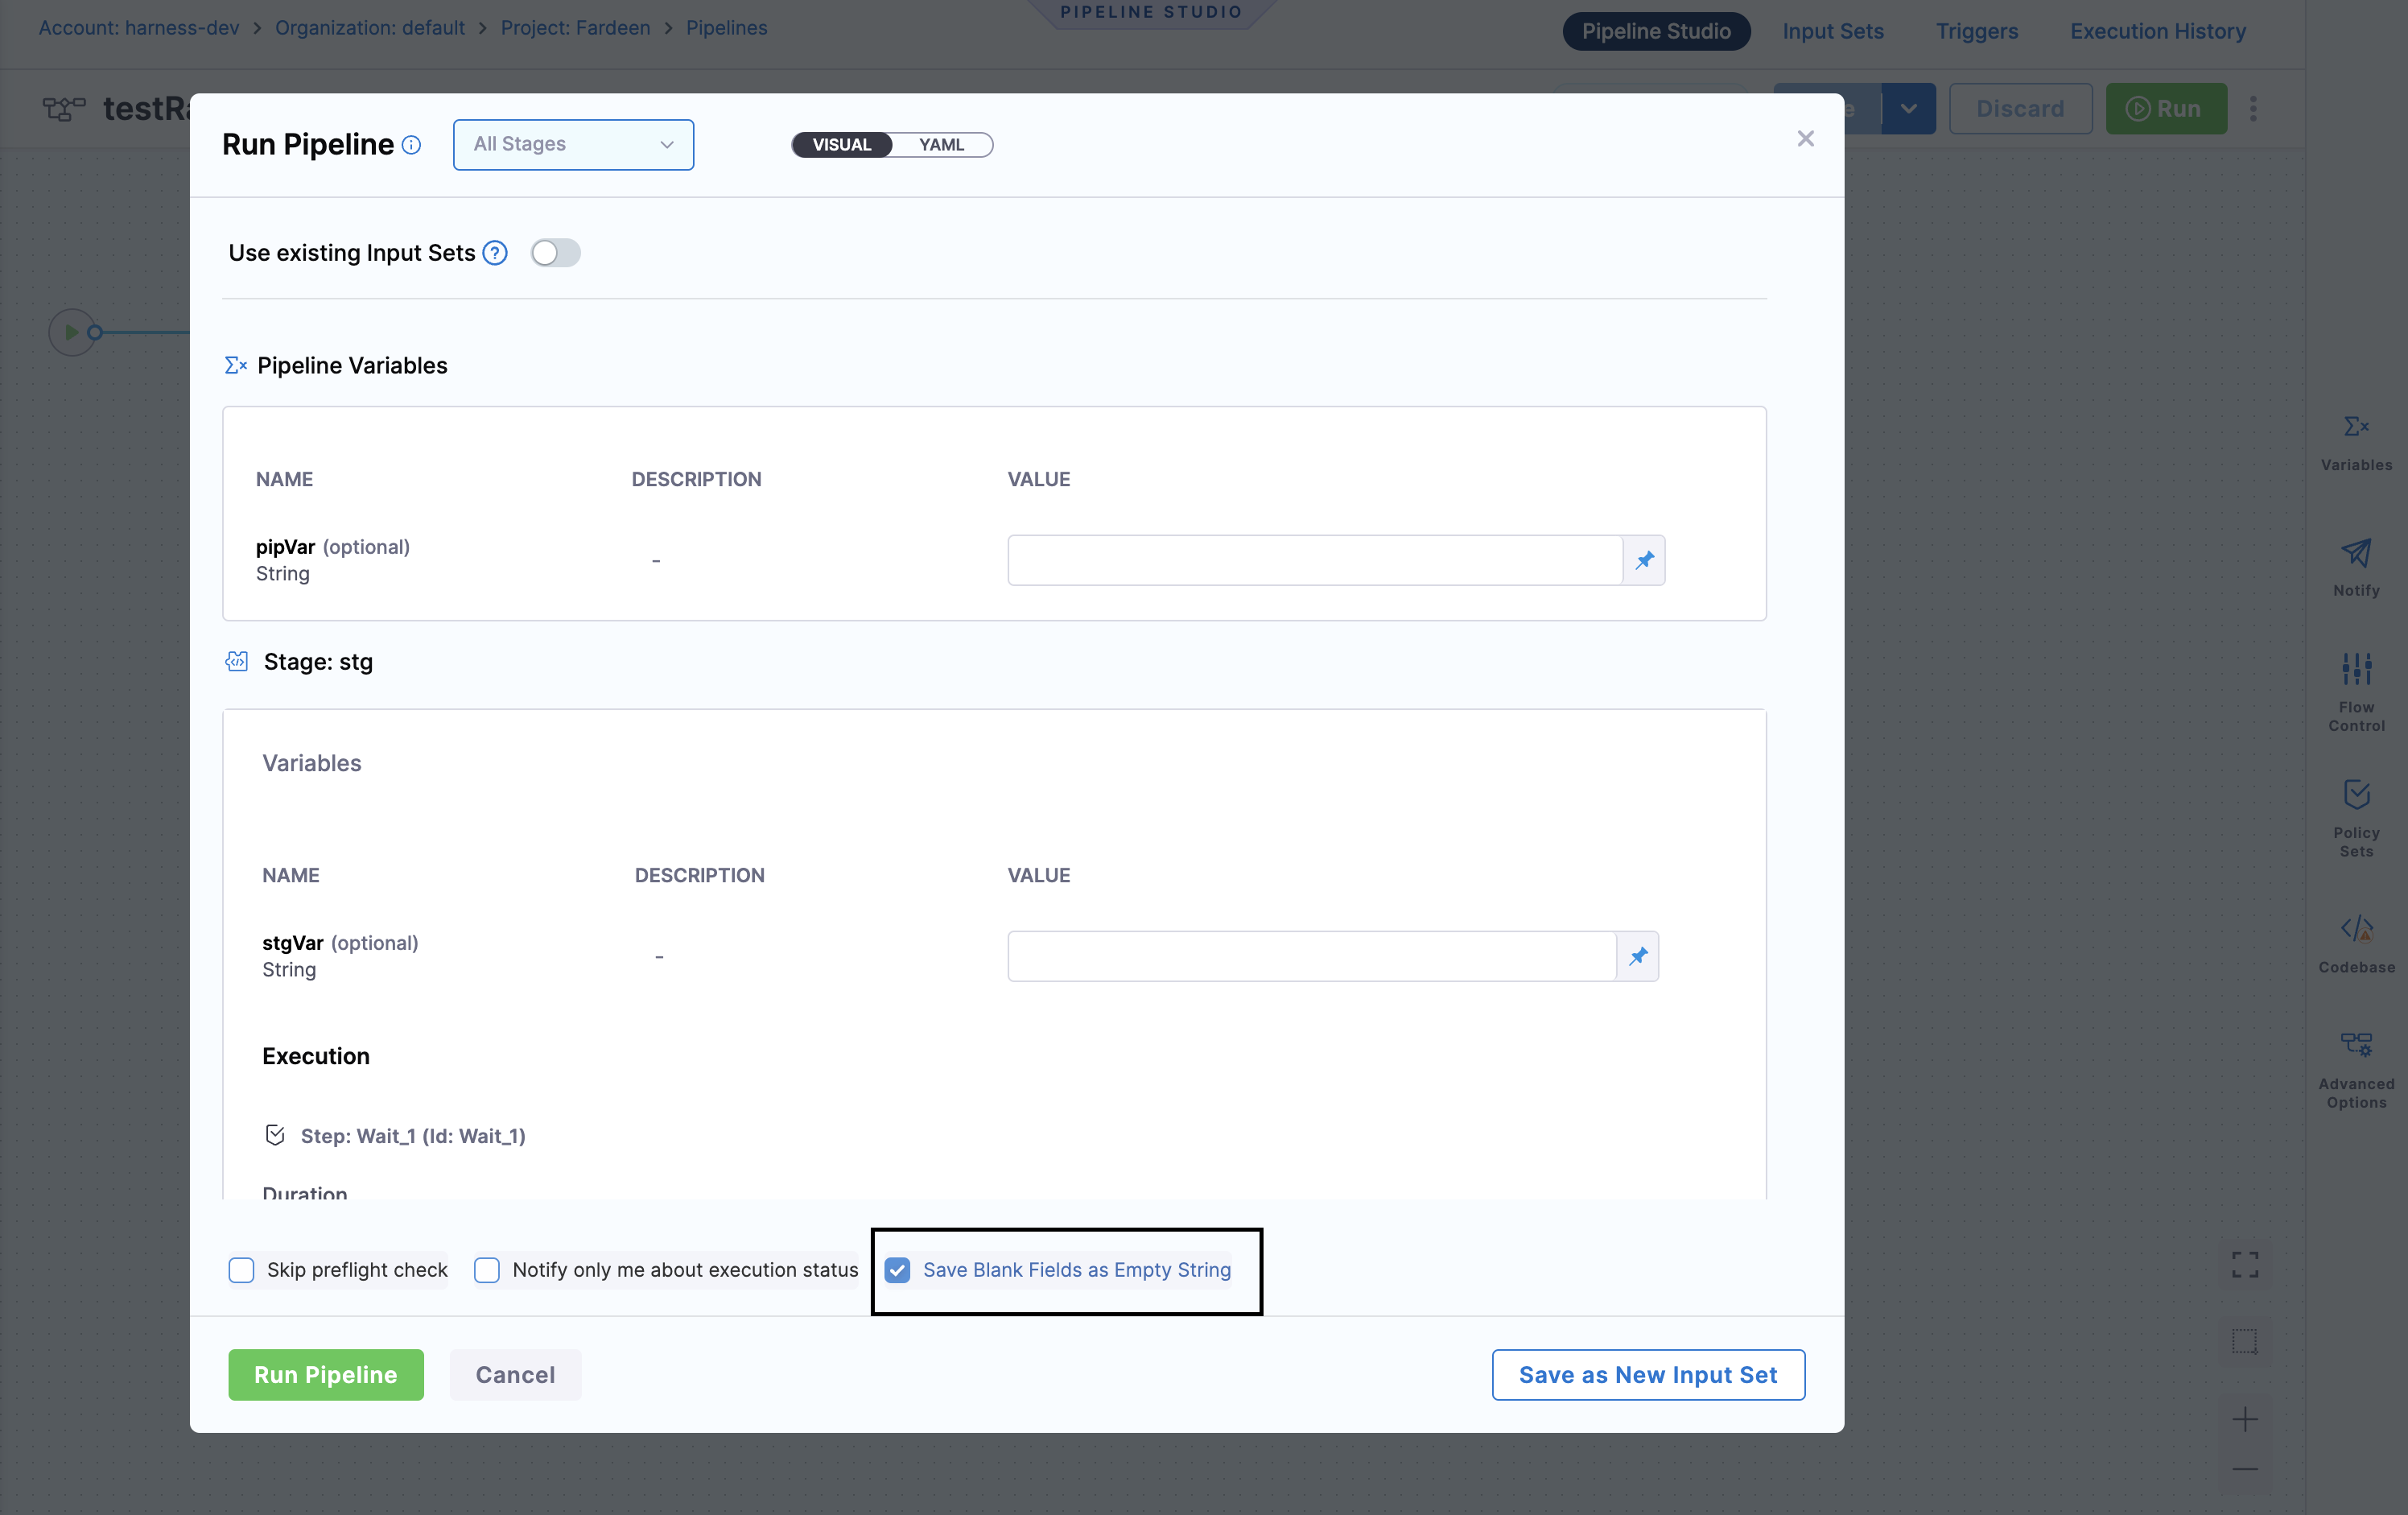 PIPELINE STUDIO
Account: harness-dev > Organization: default > Project: Fardeen > Pipelines
Pipeline Studio
Input Sets
Triggers
Execution History
Discard
Run
Run Pipeline
All Stages
VISUAL
YAML
Use existing Input Sets
Pipeline Variables
NAME DESCRIPTION VALUE
pipVar (optional) -
String
Stage: stg
Variables
NAME DESCRIPTION VALUE
stgVar (optional) -
String
Execution
Step: Wait_1 (Id: Wait_1)
Duration
Skip preflight check
Notify only me about execution status
Save Blank Fields as Empty String
Run Pipeline
Cancel
Save as New Input Set
Variables
Notify
Flow
Control
Policy
Sets
Codebase
Advanced
Options